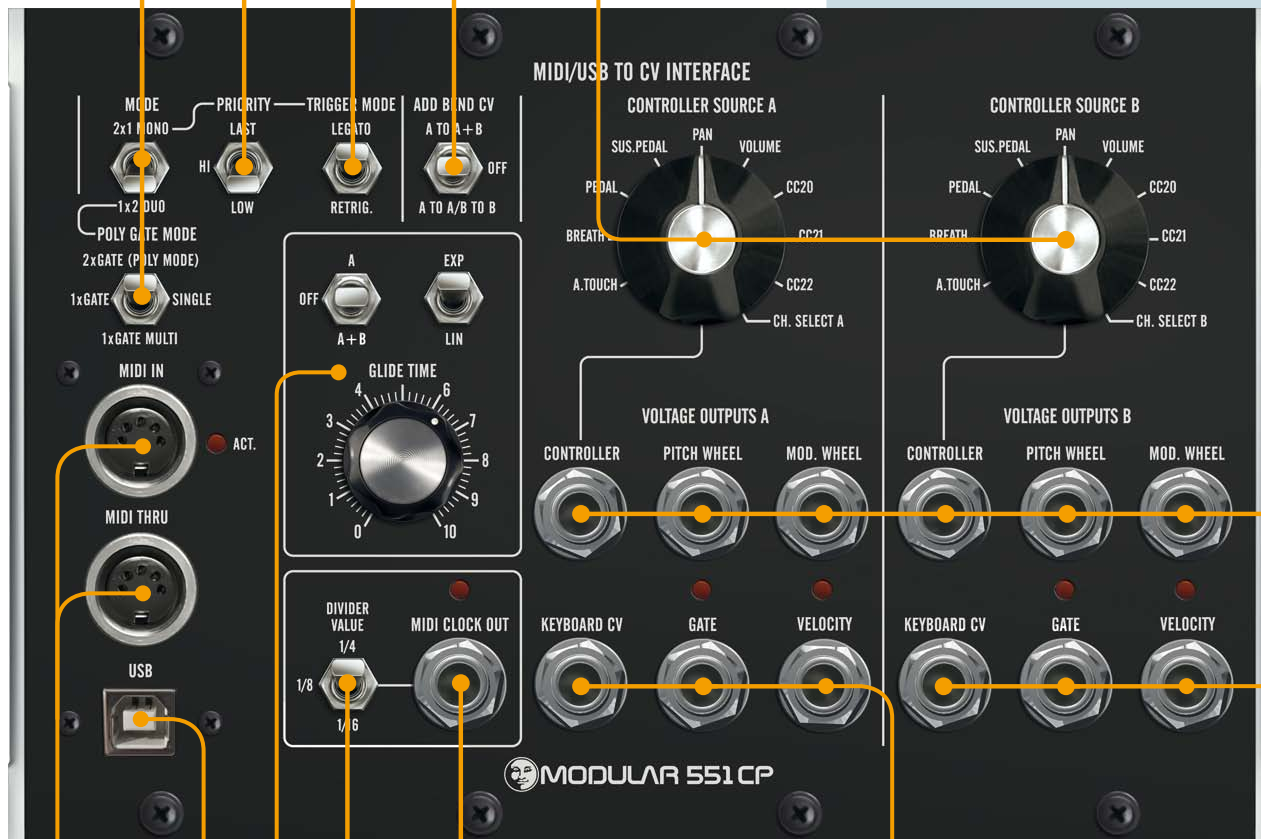 MIDI/USB TO CV INTERFACE
MODE
PRIORITY
TRIGGER MODE
ADD BEND CV
CONTROLLER SOURCE A
CONTROLLER SOURCE B
2x1 MONO
LAST
LEGATO
A TO A+B
HI
OFF
1x2 DUO
LOW
RETRIG.
A TO A/B TO B
PAN
SUS.PEDAL
VOLUME
PEDAL
CC20
BREATH
CC21
A.TOUCH
CC22
CH. SELECT A
PAN
SUS.PEDAL
VOLUME
PEDAL
CC20
BREATH
CC21
A.TOUCH
CC22
CH. SELECT B
POLY GATE MODE
2xGATE (POLY MODE)
1xGATE
SINGLE
1xGATE MULTI
A
EXP
OFF
A+B
LIN
GLIDE TIME
4
6
3
7
2
8
1
9
0
10
MIDI IN
ACT.
MIDI THRU
USB
DIVIDER
VALUE
1/4
1/8
1/16
MIDI CLOCK OUT
VOLTAGE OUTPUTS A
CONTROLLER
PITCH WHEEL
MOD. WHEEL
KEYBOARD CV
GATE
VELOCITY
VOLTAGE OUTPUTS B
CONTROLLER
PITCH WHEEL
MOD. WHEEL
KEYBOARD CV
GATE
VELOCITY
MODULAR 551 CP